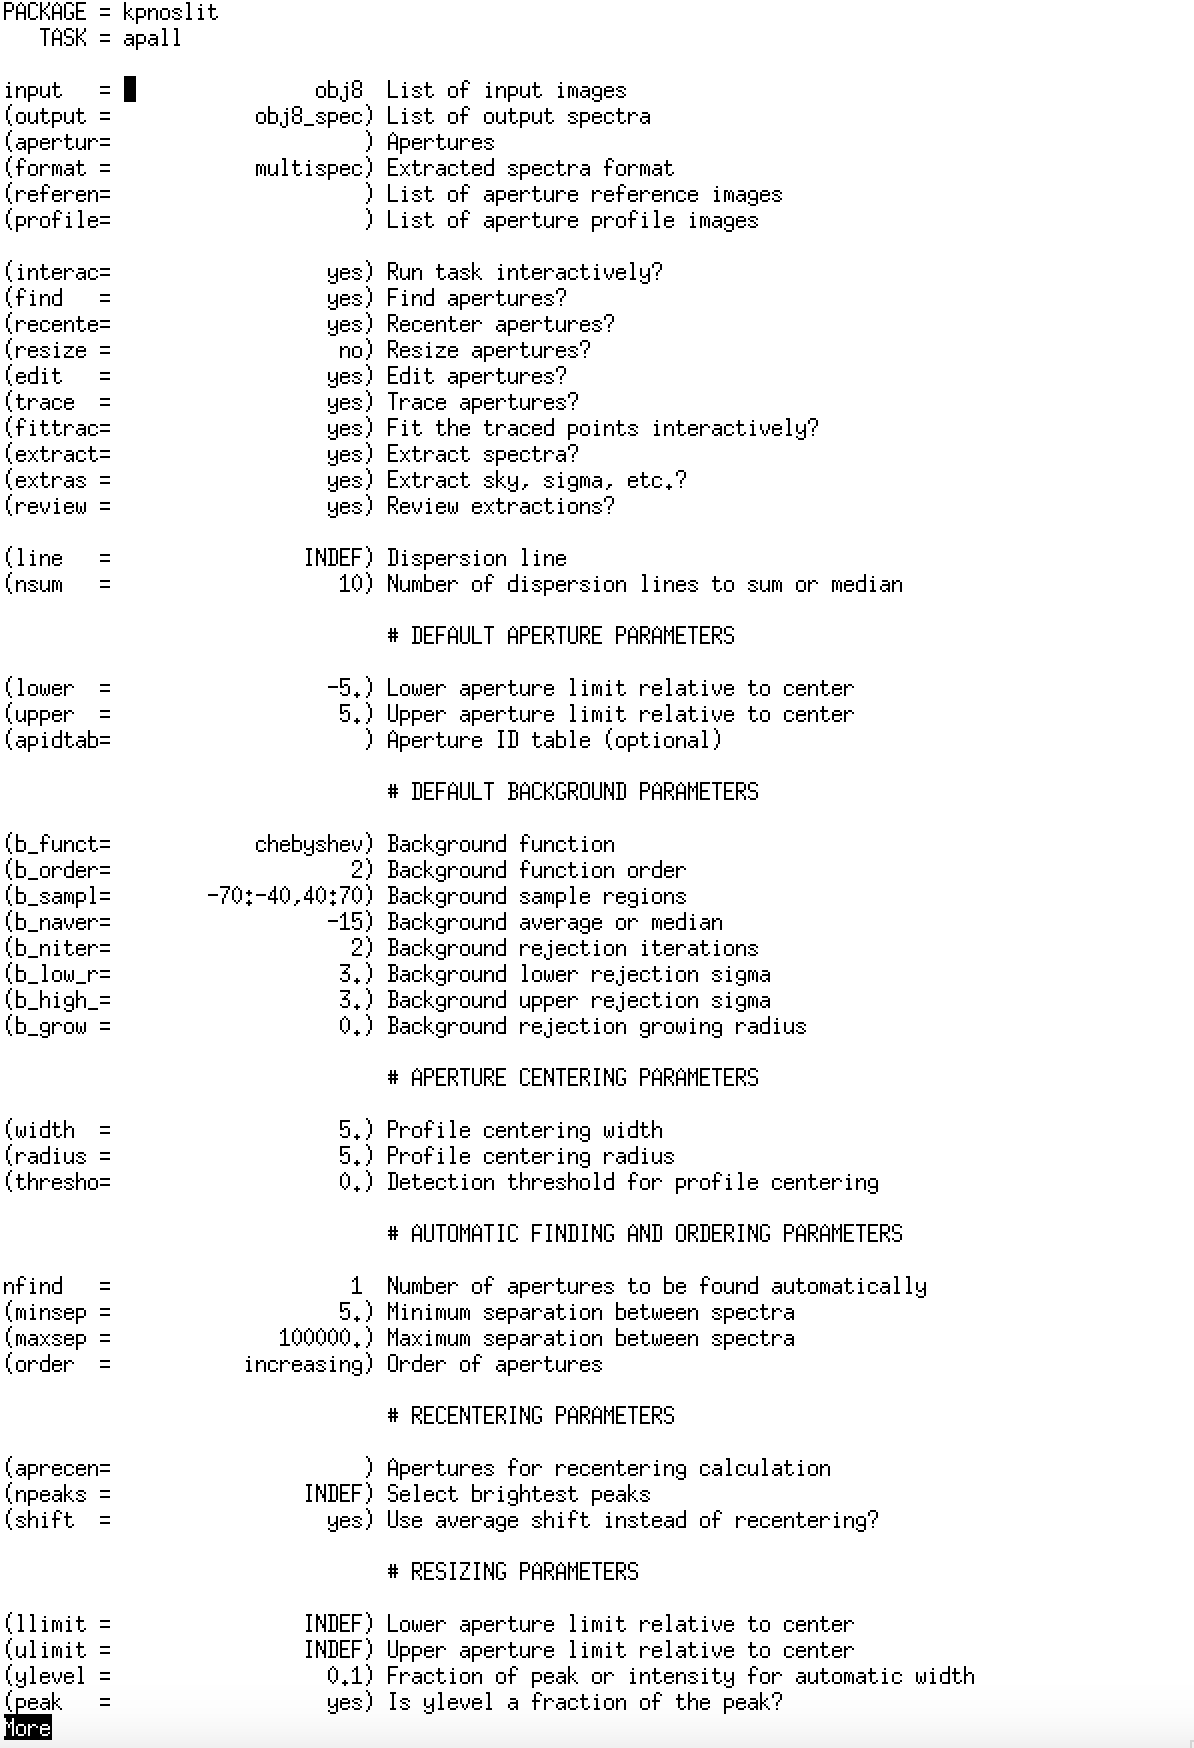 PACKAGE = kpnoslit
TASK = apall
input = obj8 List of input images
(output = obj8_spec) List of output spectra
(apertur= ) Apertures
(format = multispec) Extracted spectra format
(referen= ) List of aperture reference images
(profile= ) List of aperture profile images
(interac= yes) Run task interactively?
(find = yes) Find apertures?
(recente= yes) Recenter apertures?
(resize = no) Resize apertures?
(edit = yes) Edit apertures?
(trace = yes) Trace apertures?
(fittrac= yes) Fit the traced points interactively?
(extract= yes) Extract spectra?
(extras = yes) Extract sky, sigma, etc.?
(review = yes) Review extractions?
(line = INDEF) Dispersion line
(nsum = 10) Number of dispersion lines to sum or median
# DEFAULT APERTURE PARAMETERS
(lower = -5.) Lower aperture limit relative to center
(upper = 5.) Upper aperture limit relative to center
(apidtab= ) Aperture ID table (optional)
# DEFAULT BACKGROUND PARAMETERS
(b_funct= chebyshev) Background function
(b_order= 2) Background function order
(b_sampl= -70:-40,40:70) Background sample regions
(b_naver= -15) Background average or median
(b_niter= 2) Background rejection iterations
(b_low_r= 3.) Background lower rejection sigma
(b_high_= 3.) Background upper rejection sigma
(b_grow = 0.) Background rejection growing radius
# APERTURE CENTERING PARAMETERS
(width = 5.) Profile centering width
(radius = 5.) Profile centering radius
(thresho= 0.) Detection threshold for profile centering
# AUTOMATIC FINDING AND ORDERING PARAMETERS
nfind = 1 Number of apertures to be found automatically
(minsep = 5.) Minimum separation between spectra
(maxsep = 100000.) Maximum separation between spectra
(order = increasing) Order of apertures
# RECENTERING PARAMETERS
(aprecen= ) Apertures for recentering calculation
(npeaks = INDEF) Select brightest peaks
(shift = yes) Use average shift instead of recentering?
# RESIZING PARAMETERS
(llimit = INDEF) Lower aperture limit relative to center
(ulimit = INDEF) Upper aperture limit relative to center
(ylevel = 0.1) Fraction of peak or intensity for automatic width
(peak = yes) Is ylevel a fraction of the peak?
More